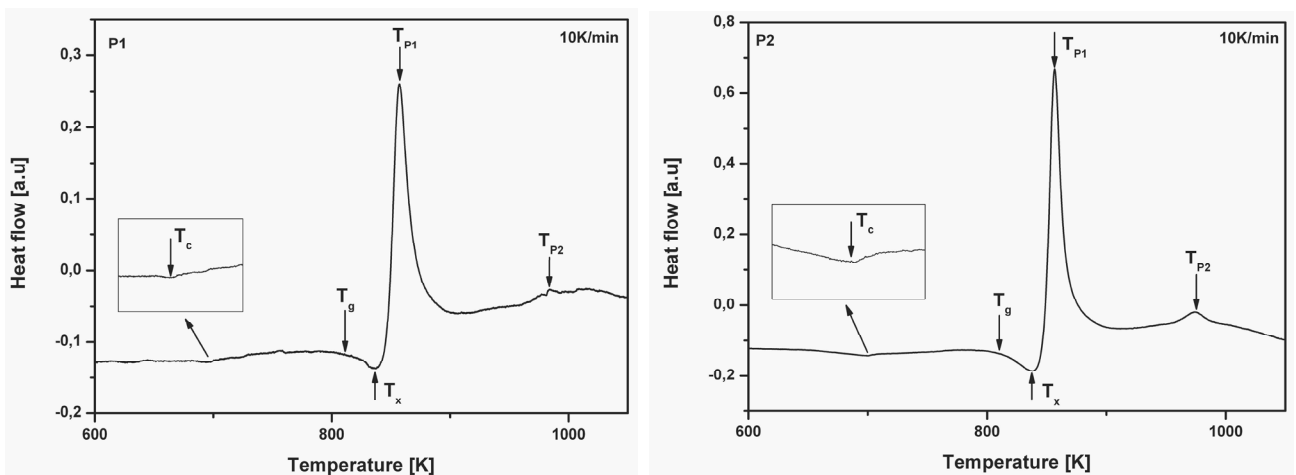 P1
10K/min
T_P1
T_c
T_P2
T_g
T_x
0,3
0,2
0,1
0,0
-0,1
-0,2
600
800
1000
Heat flow [a.u]
Temperature [K]
P2
10K/min
T_P1
T_c
T_P2
T_g
T_x
0,8
0,6
0,4
0,2
0,0
-0,2
600
800
1000
Heat flow [a.u]
Temperature [K]